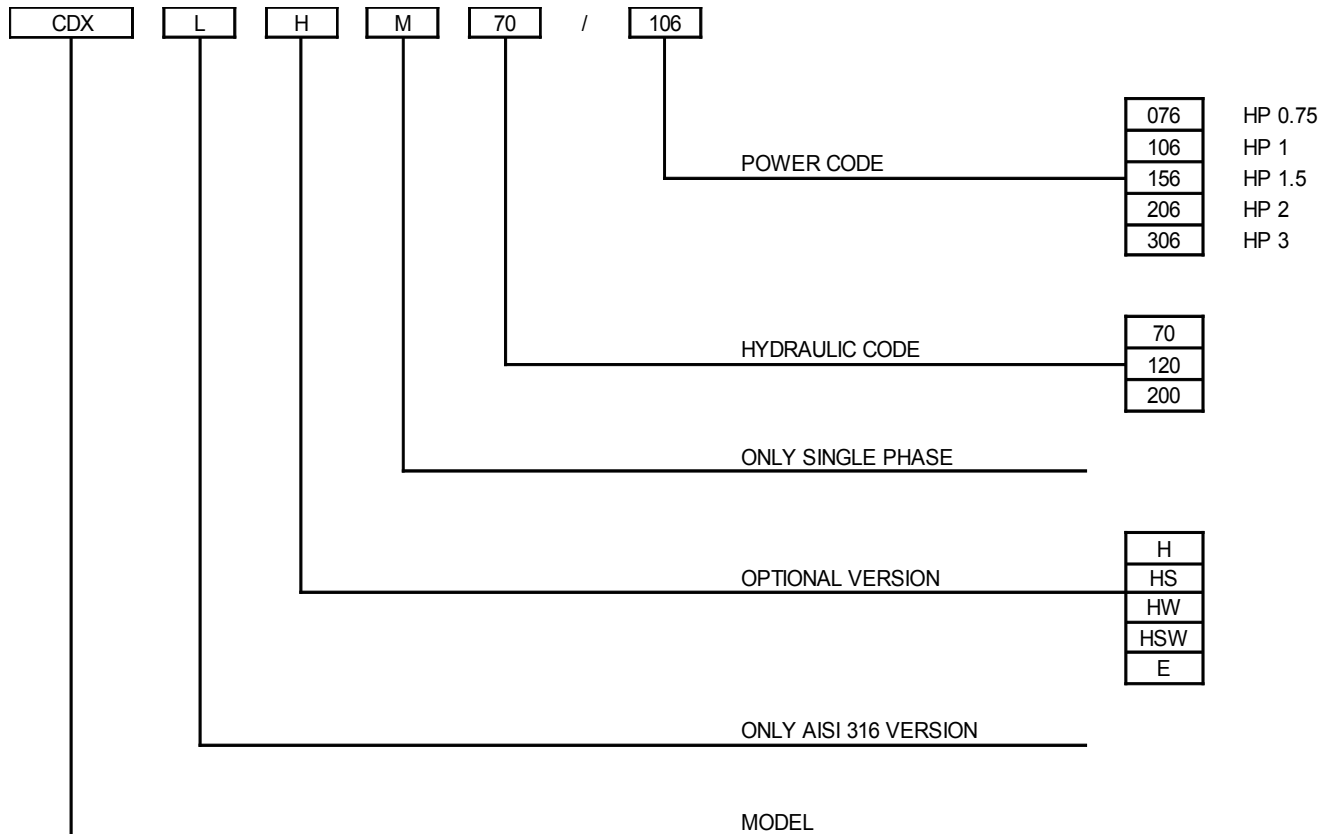 CDX L H M 70 / 106
076 HP 0.75
106 HP 1
POWER CODE
156 HP 1.5
206 HP 2
306 HP 3
70
HYDRAULIC CODE
120
200
ONLY SINGLE PHASE
H
OPTIONAL VERSION HS
HW
HSW
E
ONLY AISI 316 VERSION
MODEL